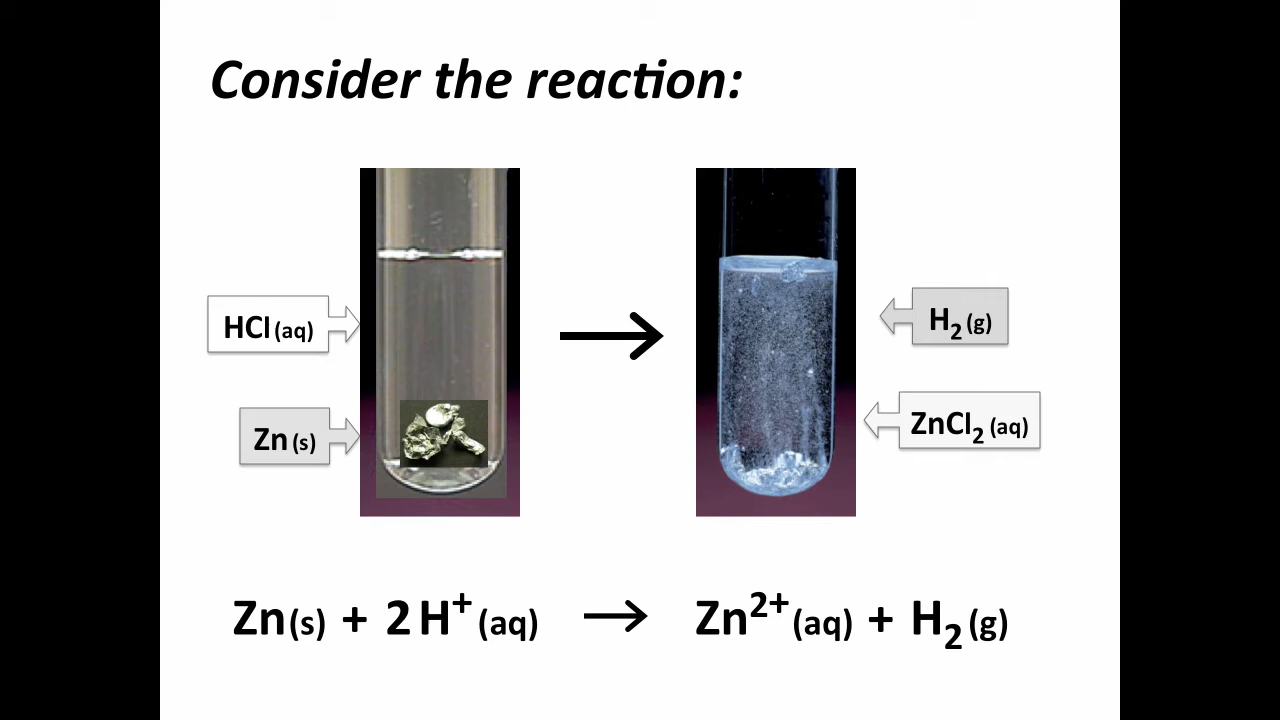 Consider the reaction:
HCl (aq)
Zn (s)
H₂ (g)
ZnCl₂ (aq)
Zn(s) + 2 H⁺(aq) → Zn²⁺(aq) + H₂(g)